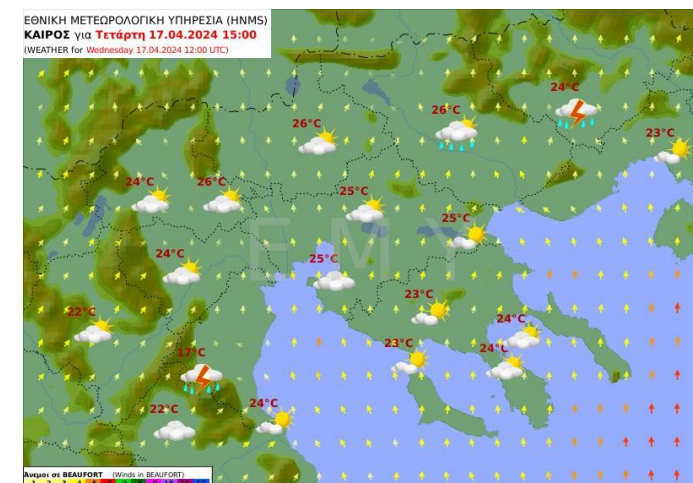 ΕΘΝΙΚΗ ΜΕΤΕΩΡΟΛΟΓΙΚΗ ΥΠΗΡΕΣΙΑ (HNMS)
ΚΑΙΡΟΣ για Τετάρτη 17.04.2024 15:00
(WEATHER for Wednesday 17.04.2024 12:00 UTC)
24°C
26°C
26°C
23°C
24°C
26°C
25°C
25°C
ΕΜΥ
24°C
25°C
23°C
22°C
24°C
17°C
23°C
24°C
22°C
24°C
Άνεμοι σε BEAUFORT (Winds in BEAUFORT)